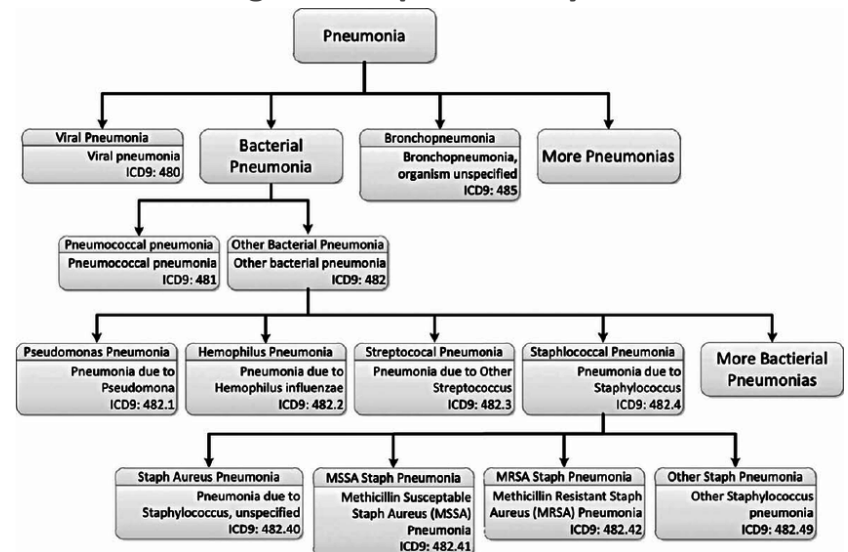 Pneumonia
Viral Pneumonia
Viral pneumonia
ICD9: 480
Bacterial
Pneumonia
Bronchopneumonia
Bronchopneumonia,
organism unspecified
ICD9: 485
More Pneumonias
Pneumococcal pneumonia
Pneumococcal pneumonia
ICD9: 481
Other Bacterial Pneumonia
Other bacterial pneumonia
ICD9: 482
Pseudomonas Pneumonia
Pneumonia due to
Pseudomona
ICD9: 482.1
Hemophilus Pneumonia
Pneumonia due to
Hemophilus influenzae
ICD9: 482.2
Streptococal Pneumonia
Pneumonia due to Other
Streptococcus
ICD9: 482.3
Staphlococcal Pneumonia
Pneumonia due to
Staphylococcus
ICD9: 482.4
More Bactierial
Pneumonias
Staph Aureus Pneumonia
Pneumonia due to
Staphylococcus, unspecified
ICD9: 482.40
MSSA Staph Pneumonia
Methicillin Susceptable
Staph Aureus (MSSA)
Pneumonia
ICD9: 482.41
MRSA Staph Pneumonia
Methicillin Resistant Staph
Aureus (MRSA) Pneumonia
ICD9: 482.42
Other Staph Pneumonia
Other Staphylococcus
pneumonia
ICD9: 482.49